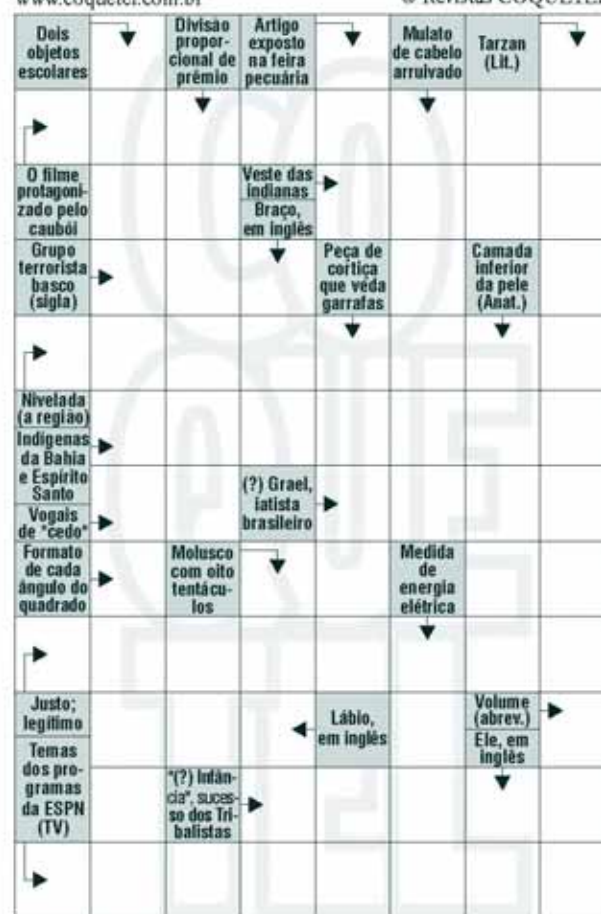 www.coquetel.com.br
© Revistas COQUETEL
Dois
objetos
escolares
Divisão
propor-
cional de
prêmio
Artigo
exposto
na feira
pecuária
Mulato
de cabelo
arruivado
Tarzan
(Lit.)
O filme
protagoni-
zado pelo
caubói
Veste das
indianas
Braço,
em inglês
Grupo
terrorista
basco
(sigla)
Peça de
cortiça
que veda
garrafas
Camada
inferior
da pele
(Anat.)
Nivelada
(a região)
Indígenas
da Bahia
e Espírito
Santo
(?) Grael,
iatista
brasileiro
Vogais
de "cedo"
Formato
de cada
ângulo do
quadrado
Molusco
com oito
tentácu-
los
Medida
de
energia
elétrica
Justo;
legítimo
Lábio,
em inglês
Volume
(abrev.)
Ele, em
inglês
Temas
dos pro-
gramas
da ESPN
(TV)
"(?) Infân-
cia", suces-
so dos Tri-
balistas